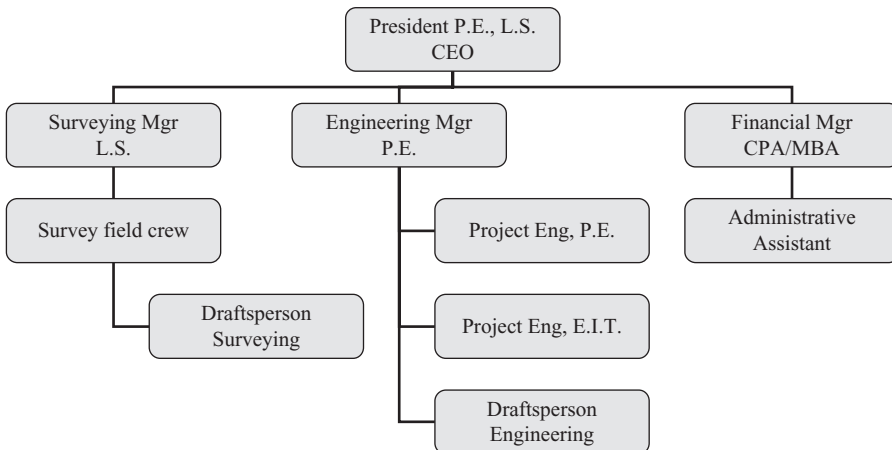 President P.E., L.S.
CEO
Surveying Mgr
L.S.
Engineering Mgr
P.E.
Financial Mgr
CPA/MBA
Survey field crew
Project Eng, P.E.
Administrative
Assistant
Draftsperson
Surveying
Project Eng, E.I.T.
Draftsperson
Engineering